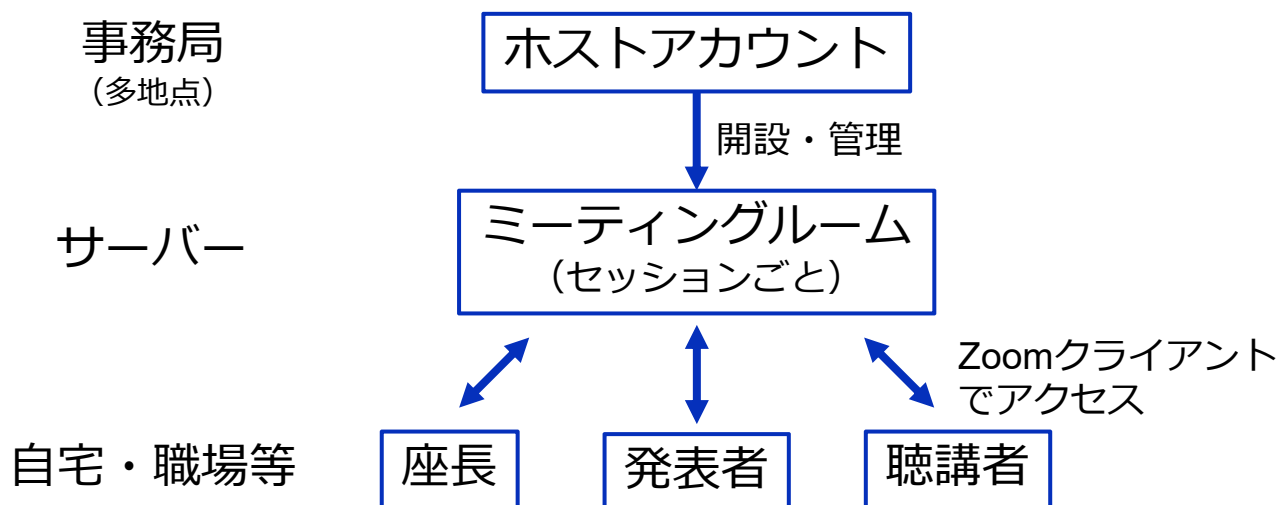 事務局
（多地点）
ホストアカウント
開設・管理
サーバー
ミーティングルーム
（セッションごと）
Zoomクライアント
でアクセス
自宅・職場等
座長
発表者
聴講者